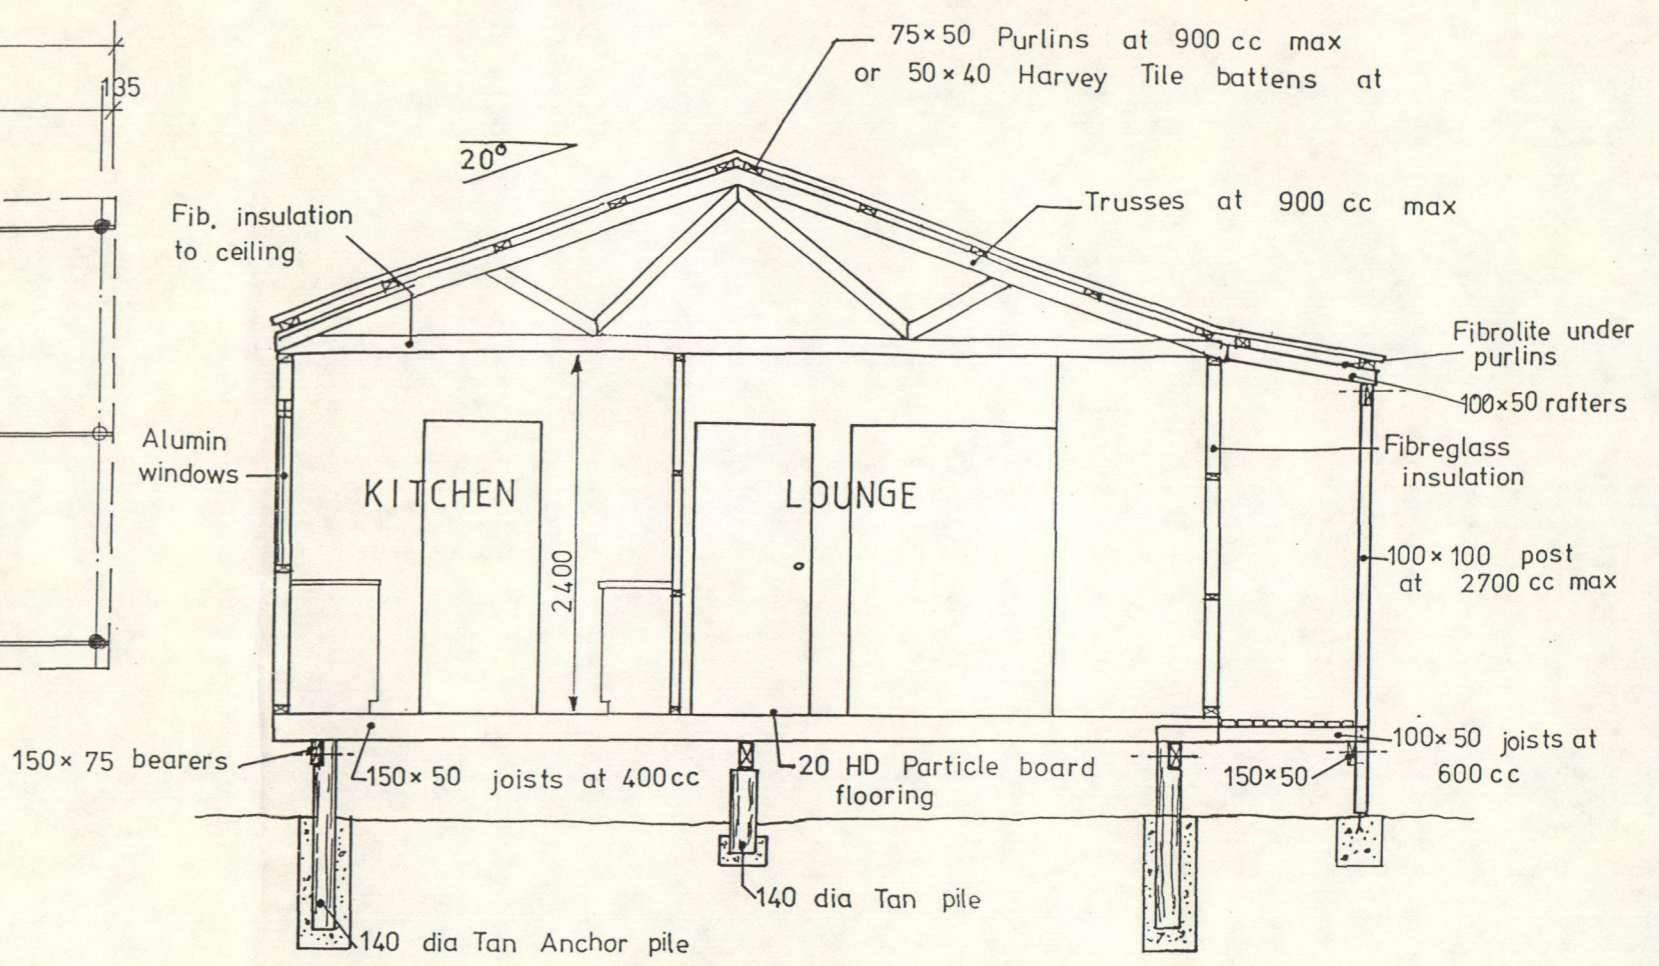 75×50 Purlins at 900 cc max
or 50×40 Harvey Tile battens at
135
20°
Trusses at 900 cc max
Fib. insulation
to ceiling
Fibrolite under
purlins
100×50 rafters
Alumin
windows
Fibreglass
insulation
KITCHEN
LOUNGE
2400
100×100 post
at 2700 cc max
150×75 bearers
150×50 joists at 400cc
20 HD Particle board
flooring
150×50
100×50 joists at
600 cc
140 dia Tan pile
140 dia Tan Anchor pile